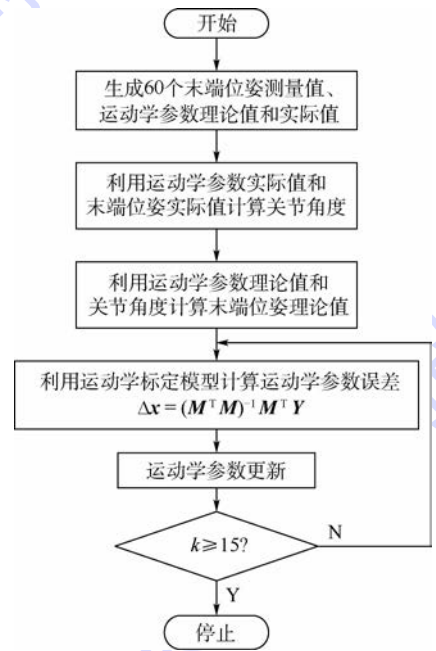 开始
生成60个末端位姿测量值、
运动学参数理论值和实际值
利用运动学参数实际值和
末端位姿实际值计算关节角度
利用运动学参数理论值和
关节角度计算末端位姿理论值
利用运动学标定模型计算运动学参数误差
Δx = (MᵀM)⁻¹MᵀY
运动学参数更新
k≥15?
N
Y
停止